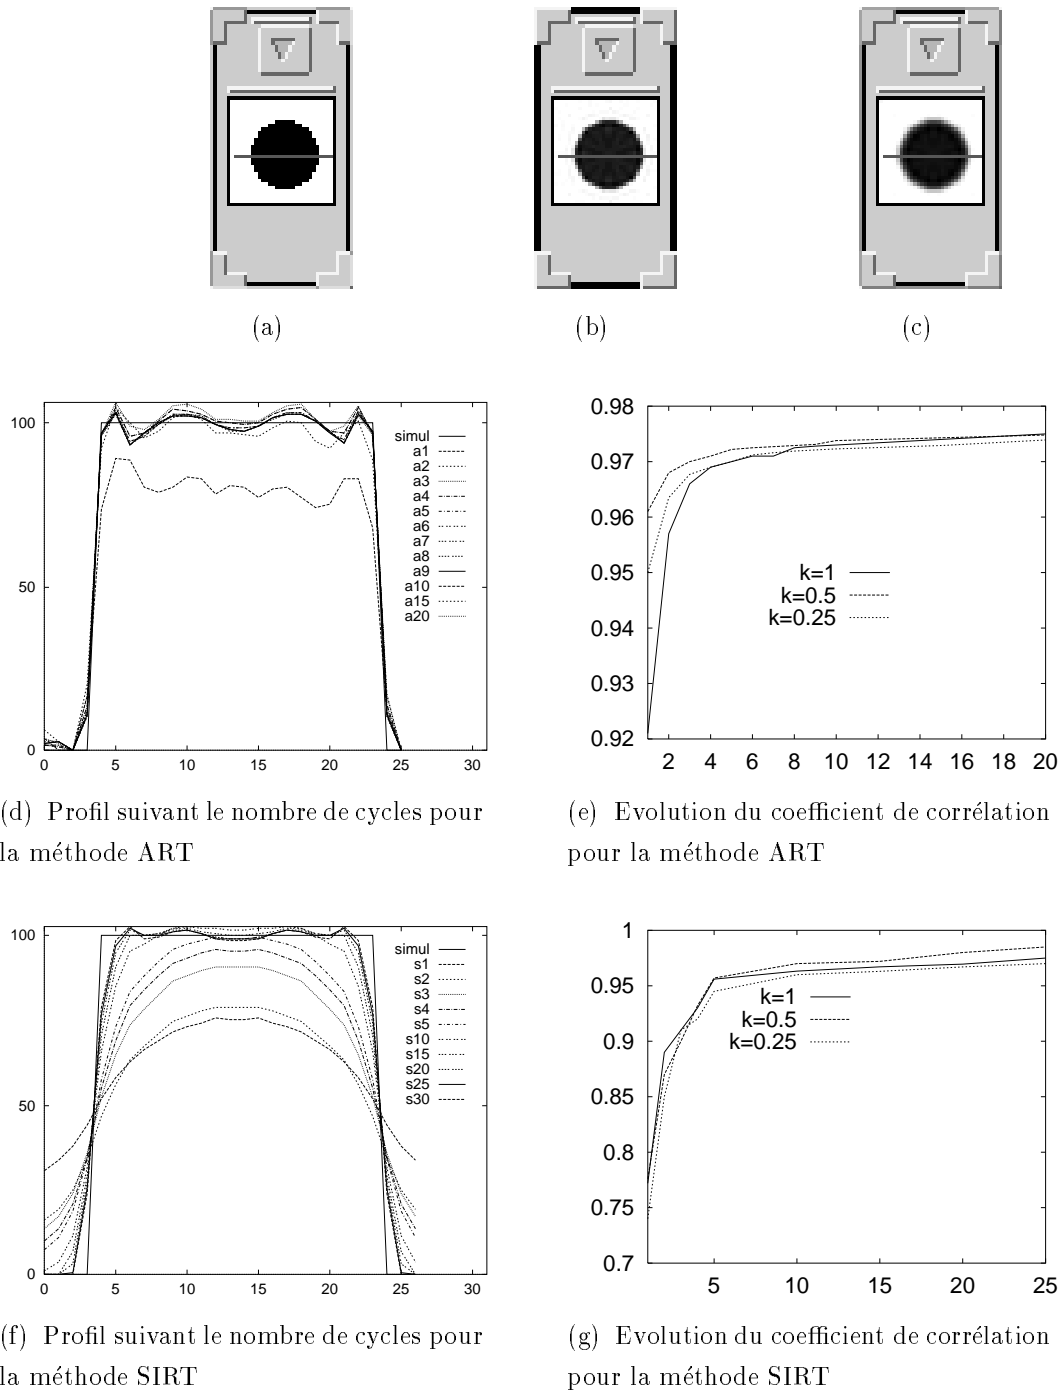 (a)
(b)
(c)
100
50
0
0
5
10
15
20
25
30
simul
a1
a2
a3
a4
a5
a6
a7
a8
a9
a10
a15
a20
0.98
0.97
0.96
0.95
0.94
0.93
0.92
2
4
6
8
10
12
14
16
18
20
k=1
k=0.5
k=0.25
(d) Profil suivant le nombre de cycles pour
la méthode ART
(e) Evolution du coefficient de corrélation
pour la méthode ART
100
50
0
0
5
10
15
20
25
30
simul
s1
s2
s3
s4
s5
s10
s15
s20
s25
s30
1
0.95
0.9
0.85
0.8
0.75
0.7
5
10
15
20
25
k=1
k=0.5
k=0.25
(f) Profil suivant le nombre de cycles pour
la méthode SIRT
(g) Evolution du coefficient de corrélation
pour la méthode SIRT